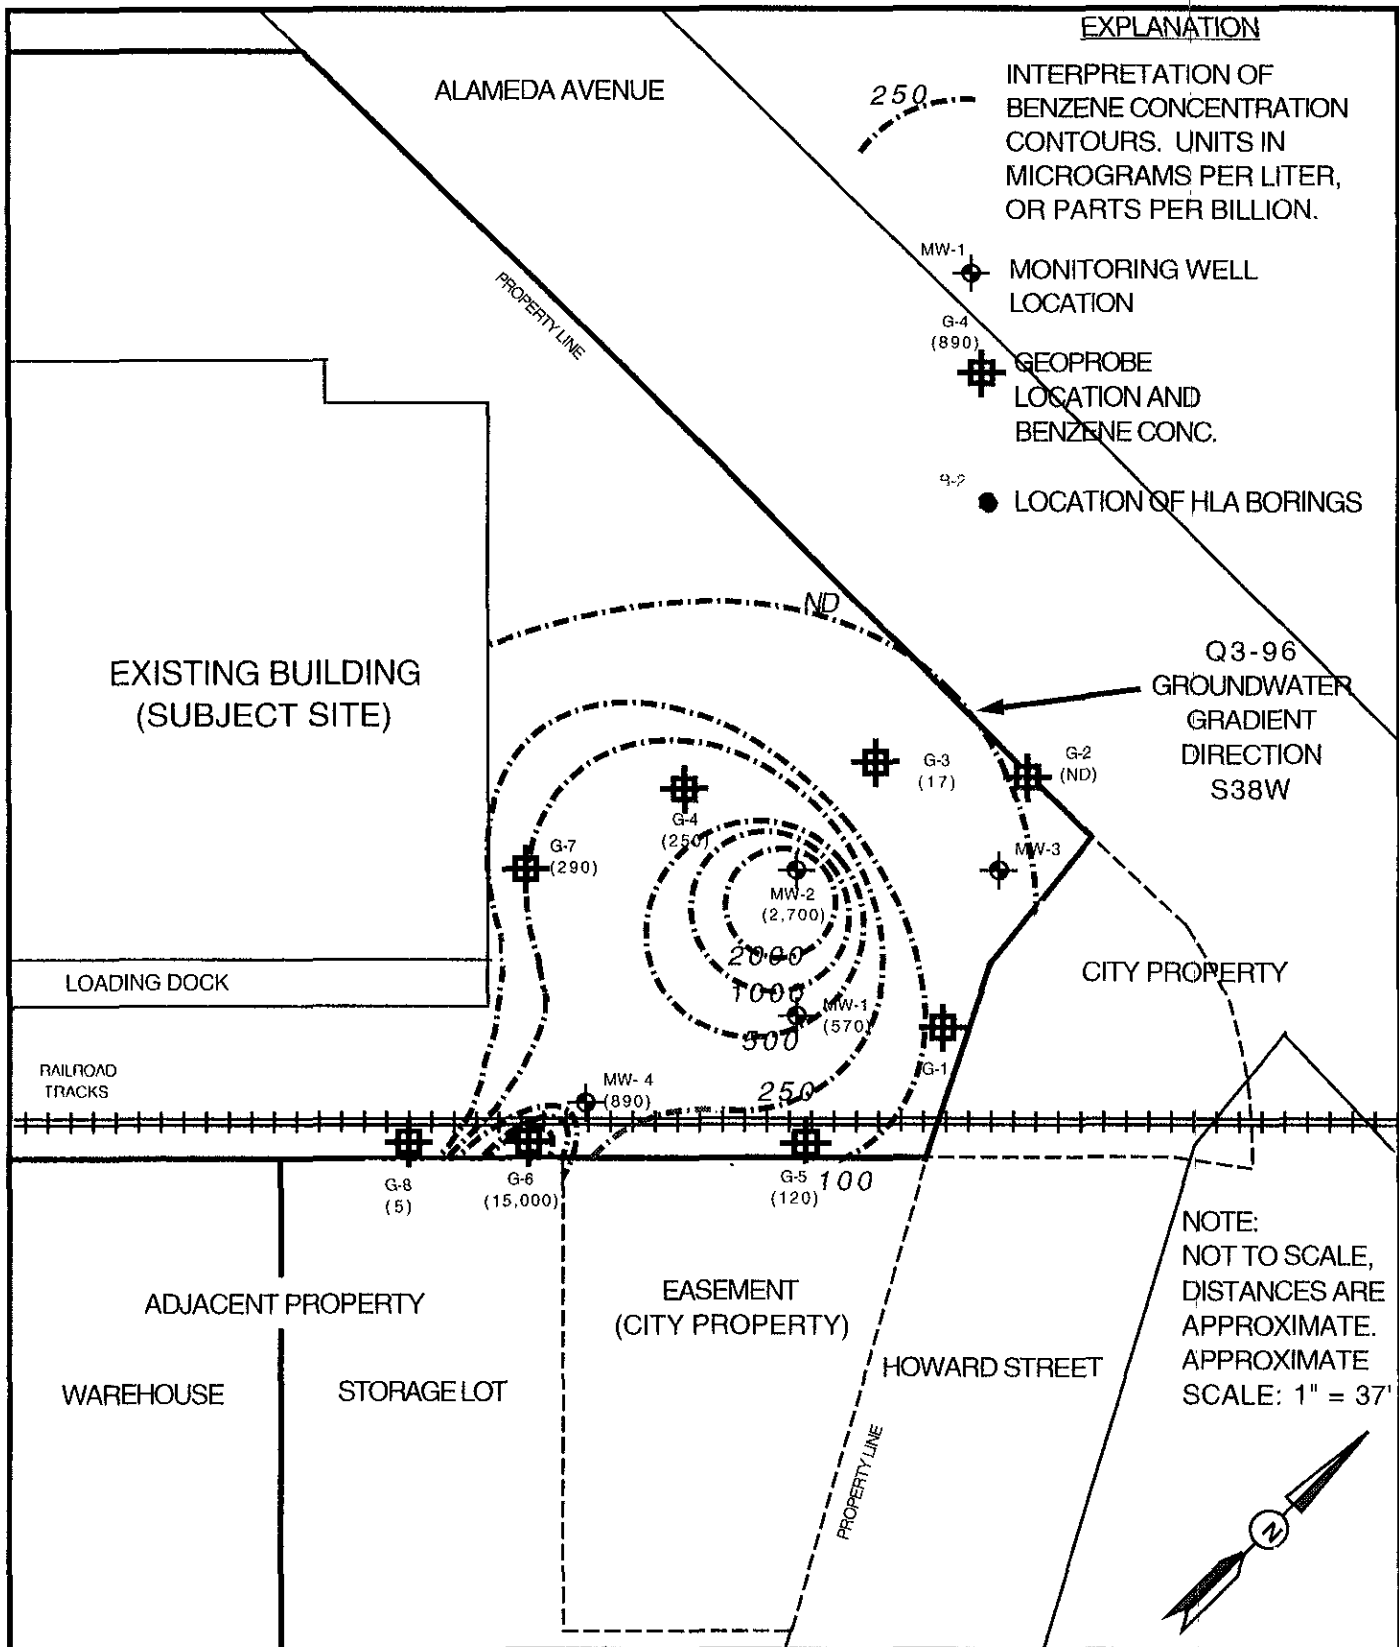 EXPLANATION
250
INTERPRETATION OF
BENZENE CONCENTRATION
CONTOURS. UNITS IN
MICROGRAMS PER LITER,
OR PARTS PER BILLION.
MW-1
MONITORING WELL
LOCATION
G-4
(890)
GEOPROBE
LOCATION AND
BENZENE CONC.
LOCATION OF HLA BORINGS
ALAMEDA AVENUE
PROPERTY LINE
ND
EXISTING BUILDING
(SUBJECT SITE)
Q3-96
GROUNDWATER
GRADIENT
DIRECTION
S38W
G-3
(17)
G-2
(ND)
G-4
(250)
G-7
(290)
MW-3
MW-2
(2,700)
2000
1000
MW-1
(570)
500
LOADING DOCK
CITY PROPERTY
G-1
RAILROAD
TRACKS
MW-4
(890)
250
G-8
(5)
G-6
(15,000)
G-5
(120)
100
ADJACENT PROPERTY
WAREHOUSE
STORAGE LOT
EASEMENT
(CITY PROPERTY)
HOWARD STREET
PROPERTY LINE
NOTE:
NOT TO SCALE,
DISTANCES ARE
APPROXIMATE.
APPROXIMATE
SCALE: 1" = 37'
N